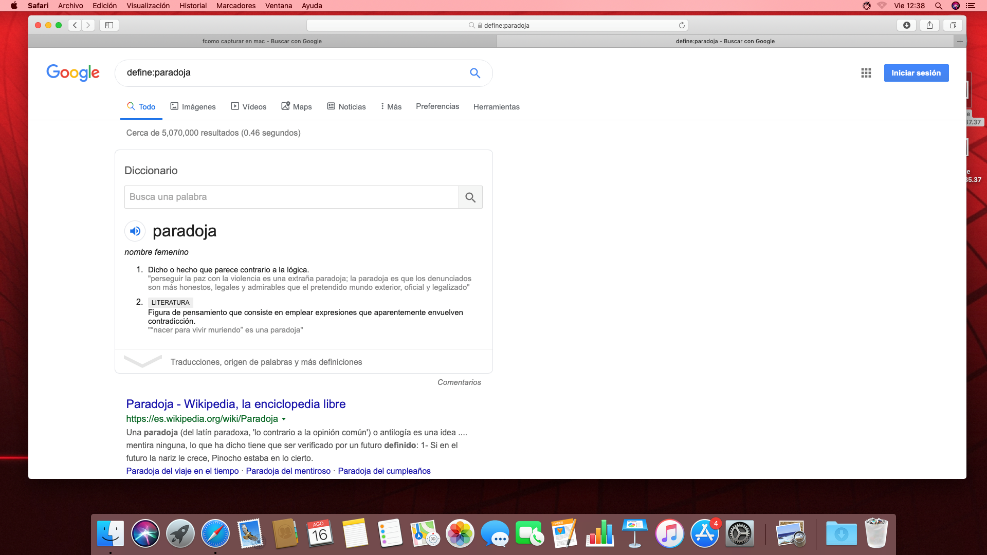 Safari Archivo Edición Visualización Historial Marcadores Ventana Ayuda
Vie 12:38
define:paradoja
fcomo capturar en mac - Buscar con Google
define:paradoja - Buscar con Google
Google
define:paradoja
Iniciar sesión
Todo Imágenes Vídeos Maps Noticias Más Preferencias Herramientas
Cerca de 5,070,000 resultados (0.46 segundos)
Diccionario
Busca una palabra
paradoja
nombre femenino
1. Dicho o hecho que parece contrario a la lógica.
"perseguir la paz con la violencia es una extraña paradoja; la paradoja es que los denunciados
son más honestos, legales y admirables que el pretendido mundo exterior, oficial y legalizado"
2. LITERATURA
Figura de pensamiento que consiste en emplear expresiones que aparentemente envuelven
contradicción.
"“nacer para vivir muriendo” es una paradoja"
Traducciones, origen de palabras y más definiciones
Comentarios
Paradoja - Wikipedia, la enciclopedia libre
https://es.wikipedia.org/wiki/Paradoja
Una paradoja (del latín paradoxa, 'lo contrario a la opinión común') o antilogía es una idea ....
mentira ninguna, lo que ha dicho tiene que ser verificado por un futuro definido: 1- Si en el
futuro la nariz le crece, Pinocho estaba en lo cierto.
Paradoja del viaje en el tiempo · Paradoja del mentiroso · Paradoja del cumpleaños
AGO
16
4